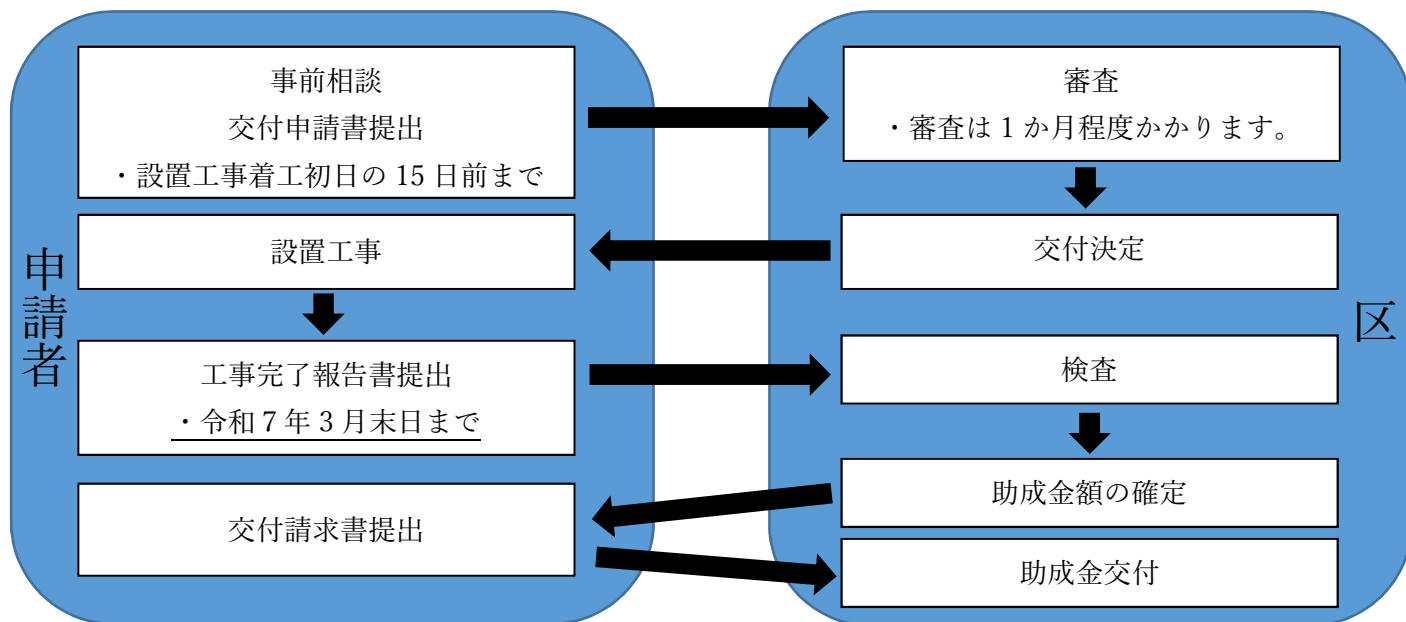 申請者
事前相談
交付申請書提出
・設置工事着工初日の 15 日前まで
設置工事
工事完了報告書提出
・令和 7 年 3 月末日まで
交付請求書提出
区
審査
・審査は 1 か月程度かかります。
交付決定
検査
助成金額の確定
助成金交付